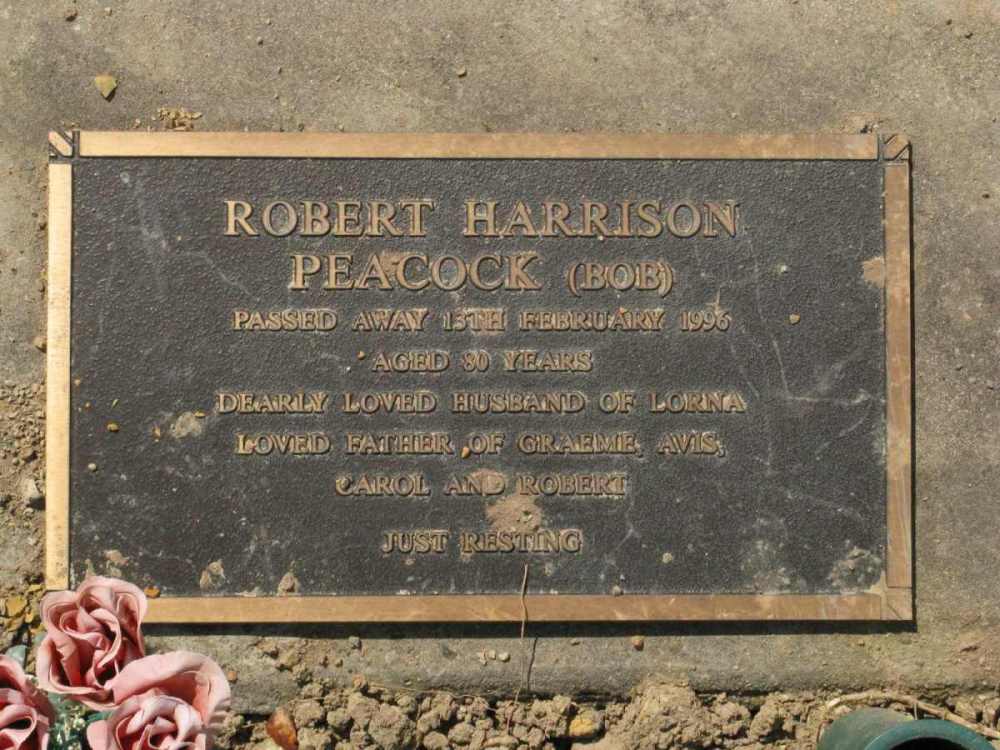 ROBERT HARRISON
PEACOCK (BOB)
PASSED AWAY 13TH FEBRUARY 1996
AGED 80 YEARS
DEARLY LOVED HUSBAND OF LORNA
LOVED FATHER OF GRAEME, AVIS,
CAROL AND ROBERT
JUST RESTING